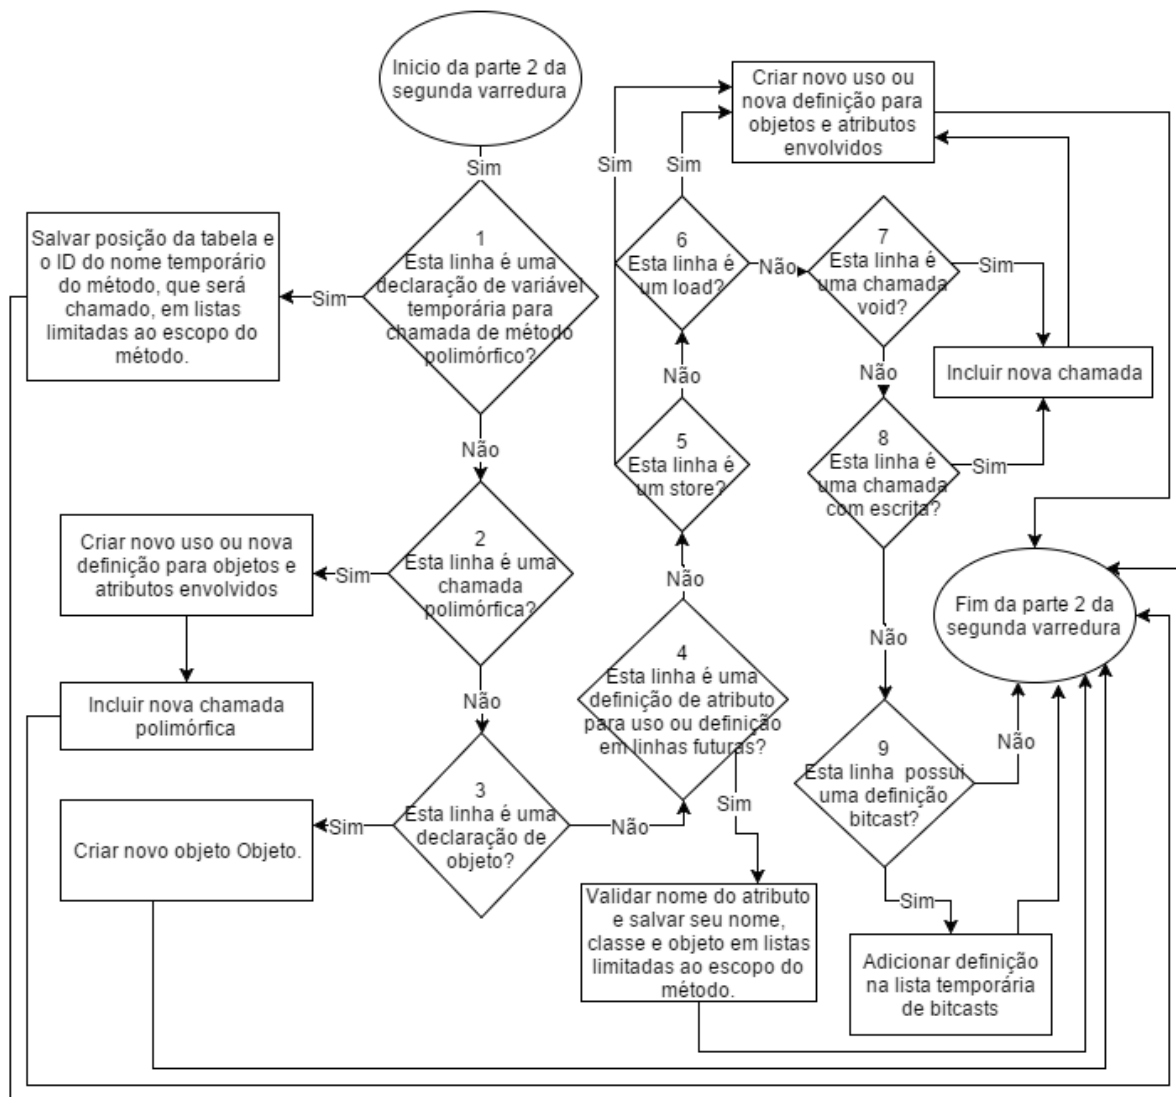 Inicio da parte 2 da
segunda varredura
Sim
1
Esta linha é uma
declaração de variável
temporária para
chamada de método
polimórfico?
Sim
Salvar posição da tabela e
o ID do nome temporário
do método, que será
chamado, em listas
limitadas ao escopo do
método.
Não
2
Esta linha é uma
chamada
polimórfica?
Sim
Criar novo uso ou nova
definição para objetos e
atributos envolvidos
Incluir nova chamada
polimórfica
Não
3
Esta linha é uma
declaração de
objeto?
Sim
Criar novo objeto Objeto.
Não
4
Esta linha é uma
definição de atributo
para uso ou definição
em linhas futuras?
Sim
Validar nome do atributo
e salvar seu nome,
classe e objeto em listas
limitadas ao escopo do
método.
Não
5
Esta linha é
um store?
Sim
Não
6
Esta linha é
um load?
Sim
Criar novo uso ou
nova definição para
objetos e atributos
envolvidos
Não
7
Esta linha é
uma chamada
void?
Sim
Incluir nova chamada
Não
8
Esta linha é
uma chamada
com escrita?
Sim
Não
9
Esta linha possui
uma definição
bitcast?
Não
Sim
Adicionar definição
na lista temporária
de bitcasts
Fim da parte 2 da
segunda varredura